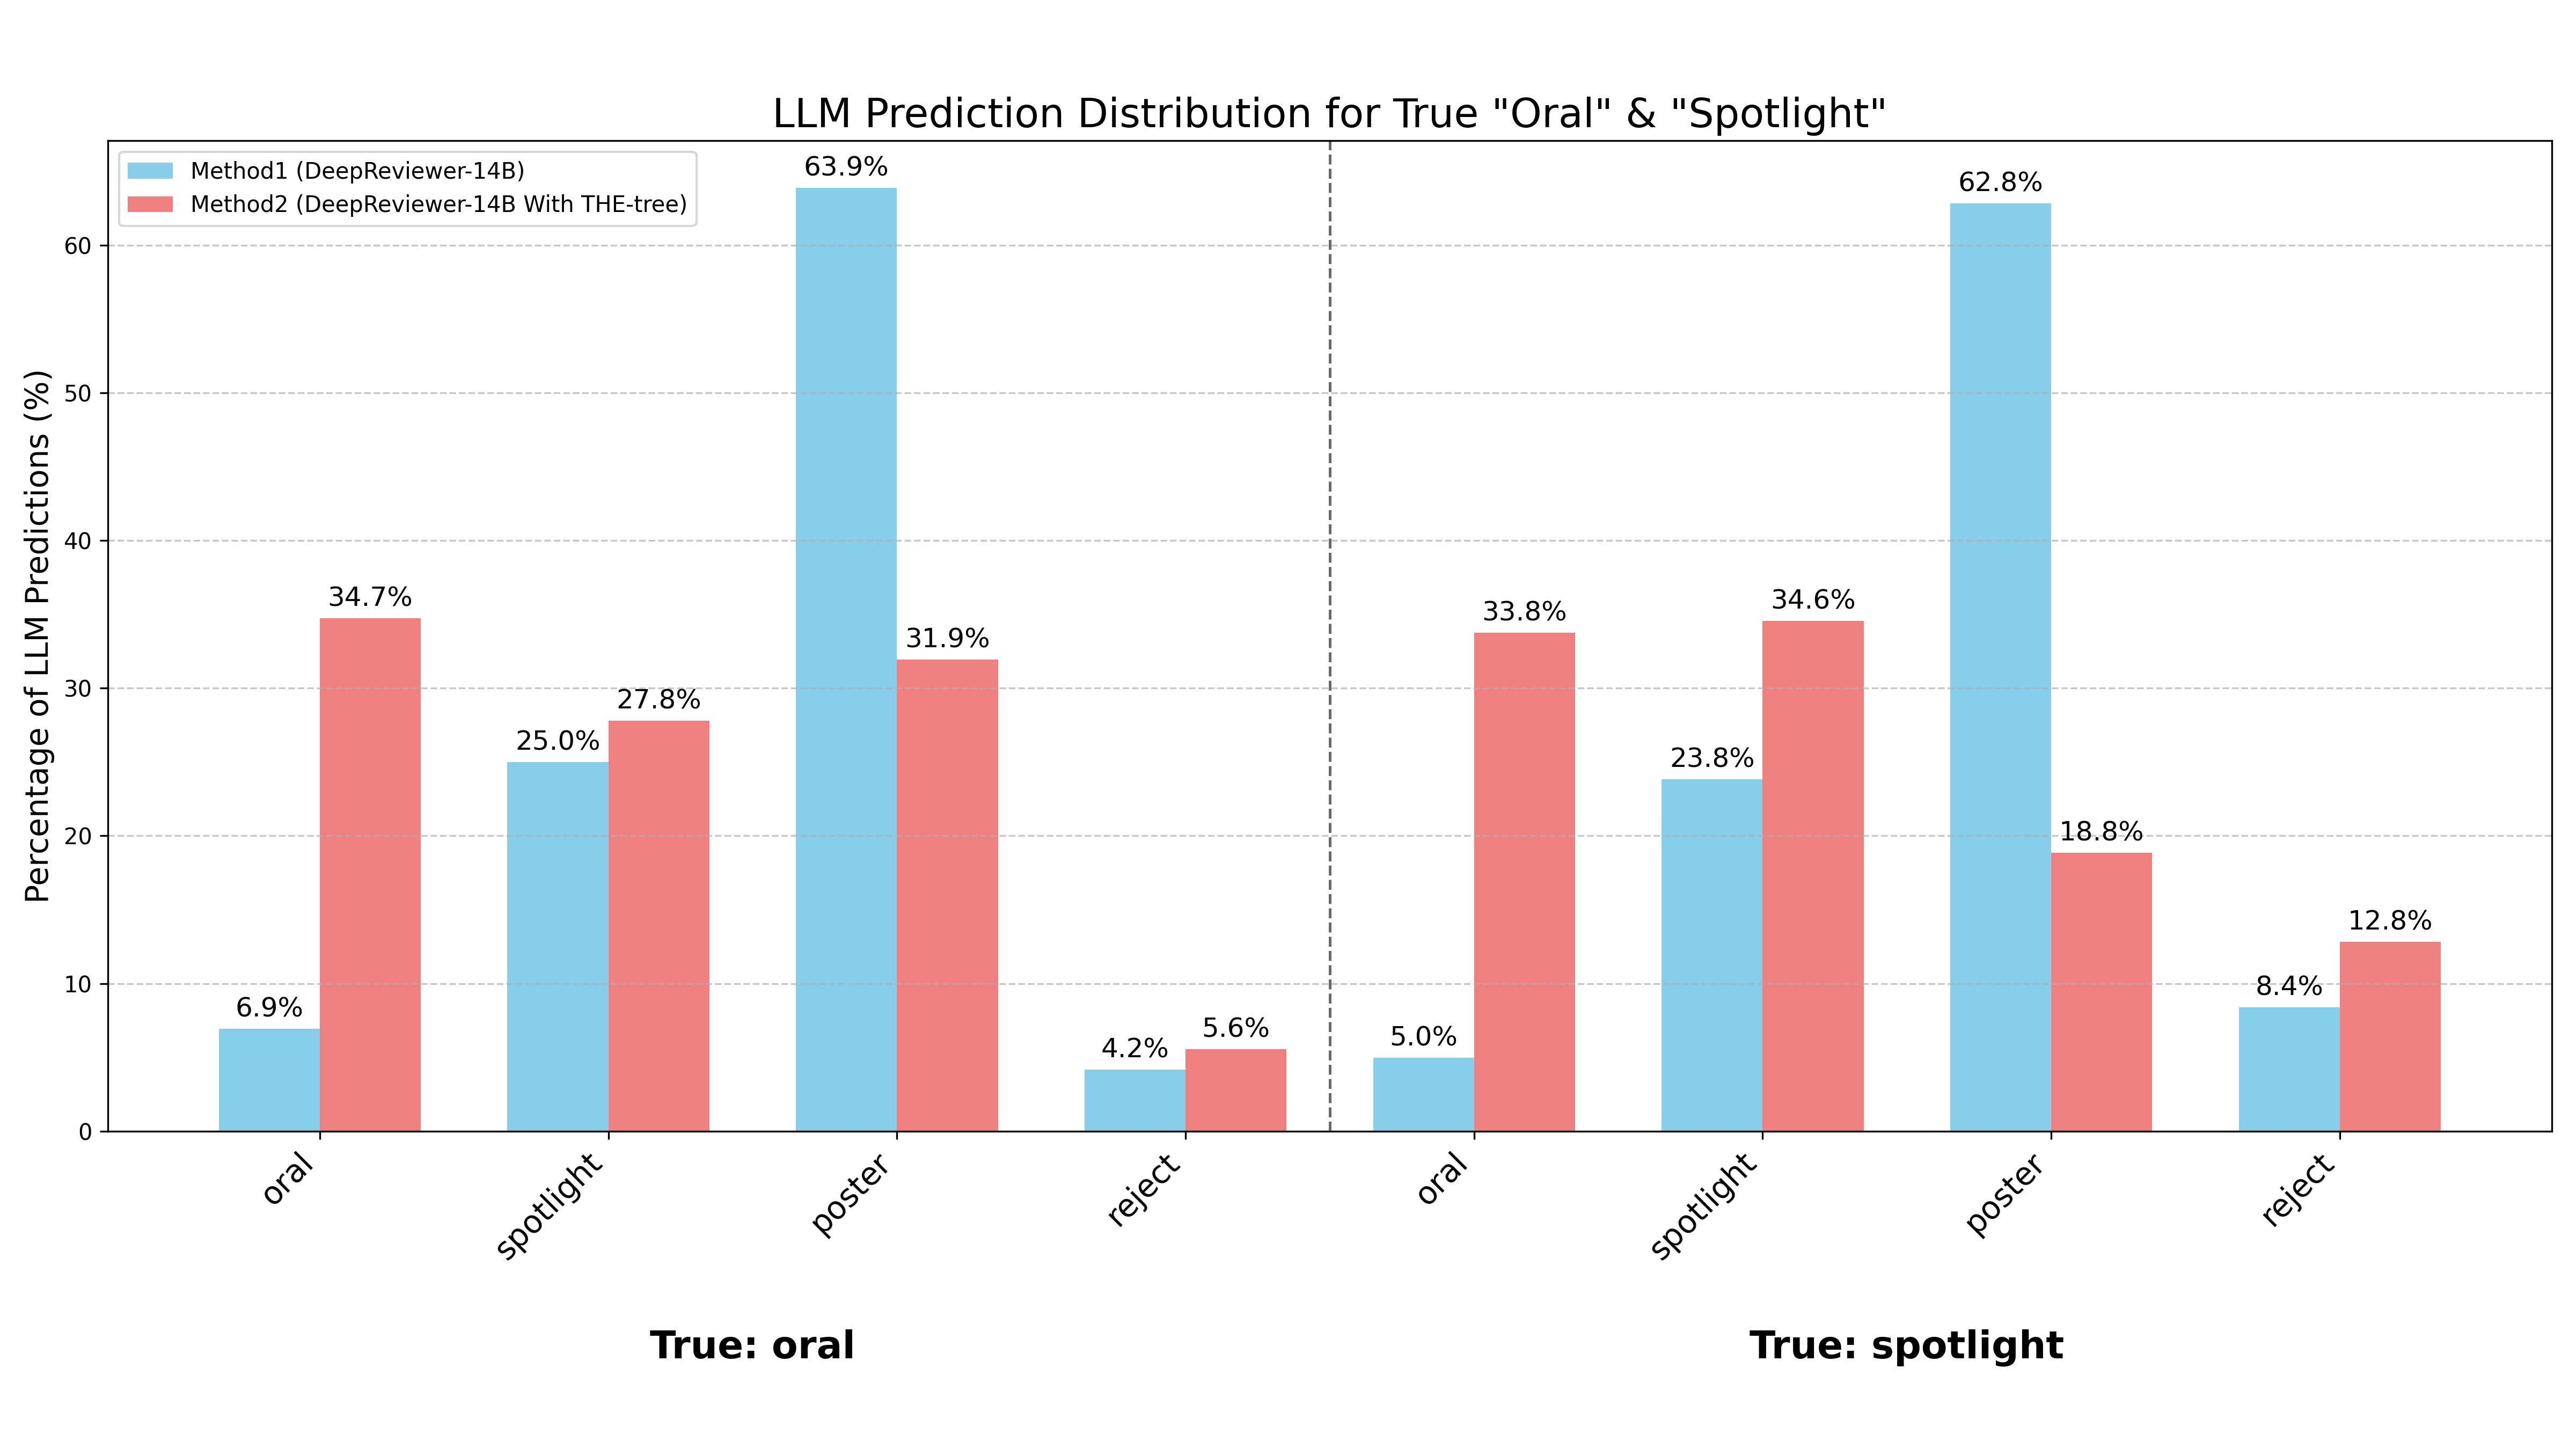 LLM Prediction Distribution for True "Oral" & "Spotlight"
Method1 (DeepReviewer-14B)
Method2 (DeepReviewer-14B With THE-tree)
Percentage of LLM Predictions (%)
60
50
40
30
20
10
0
6.9%
34.7%
25.0%
27.8%
63.9%
31.9%
4.2%
5.6%
5.0%
33.8%
23.8%
34.6%
62.8%
18.8%
8.4%
12.8%
oral
spotlight
poster
reject
oral
spotlight
poster
reject
True: oral
True: spotlight